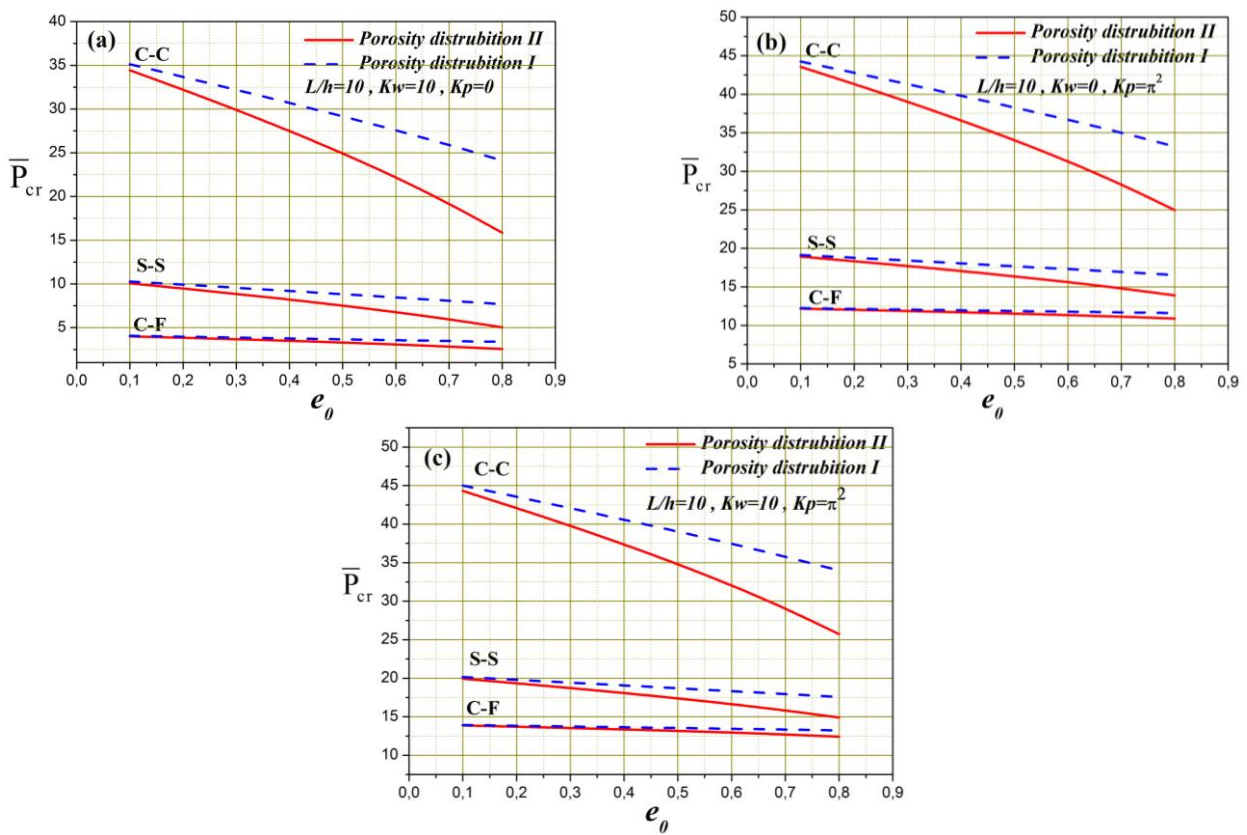 (a)
Porosity distrubition II
Porosity distrubition I
L/h=10 , Kw=10 , Kp=0
C-C
S-S
C-F
40
35
30
25
20
15
10
5
P̅cr
0,0 0,1 0,2 0,3 0,4 0,5 0,6 0,7 0,8 0,9
e0
(b)
Porosity distrubition II
Porosity distrubition I
L/h=10 , Kw=0 , Kp=π²
C-C
S-S
C-F
50
45
40
35
30
25
20
15
10
5
P̅cr
0,0 0,1 0,2 0,3 0,4 0,5 0,6 0,7 0,8 0,9
e0
(c)
Porosity distrubition II
Porosity distrubition I
L/h=10 , Kw=10 , Kp=π²
C-C
S-S
C-F
50
45
40
35
30
25
20
15
10
P̅cr
0,0 0,1 0,2 0,3 0,4 0,5 0,6 0,7 0,8 0,9
e0